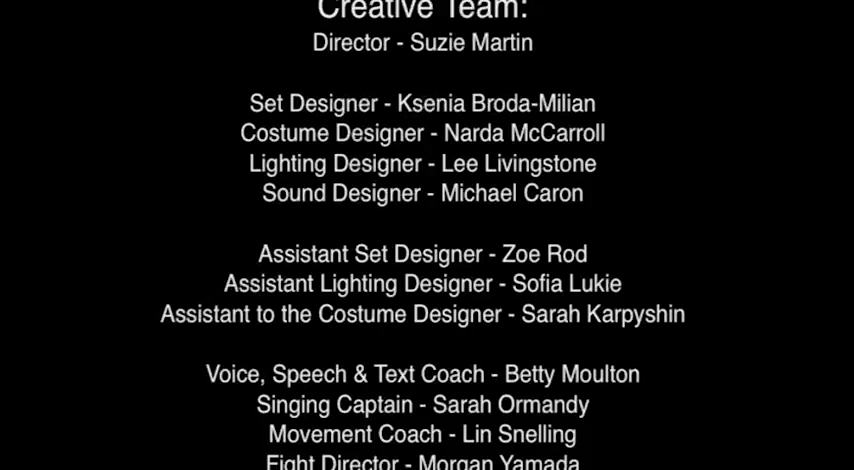 Creative Team:
Director - Suzie Martin
Set Designer - Ksenia Broda-Milian
Costume Designer - Narda McCarroll
Lighting Designer - Lee Livingstone
Sound Designer - Michael Caron
Assistant Set Designer - Zoe Rod
Assistant Lighting Designer - Sofia Lukie
Assistant to the Costume Designer - Sarah Karpyshin
Voice, Speech & Text Coach - Betty Moulton
Singing Captain - Sarah Ormandy
Movement Coach - Lin Snelling
Fight Director - Morgan Yamada